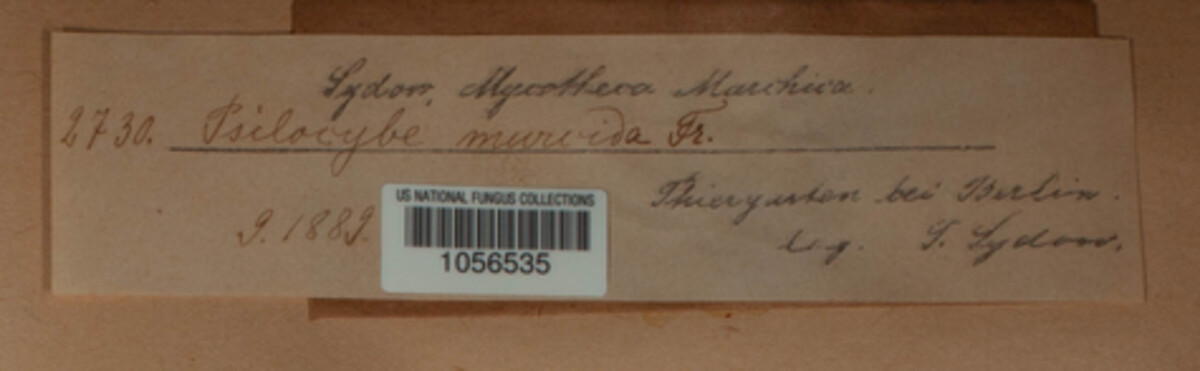 Sydow, Mycotheca Marchica.
2730. Psilocybe murcida Fr.
Thiergarten bei Berlin.
9. 1889.
leg. P. Sydow.
US NATIONAL FUNGUS COLLECTIONS
1056535